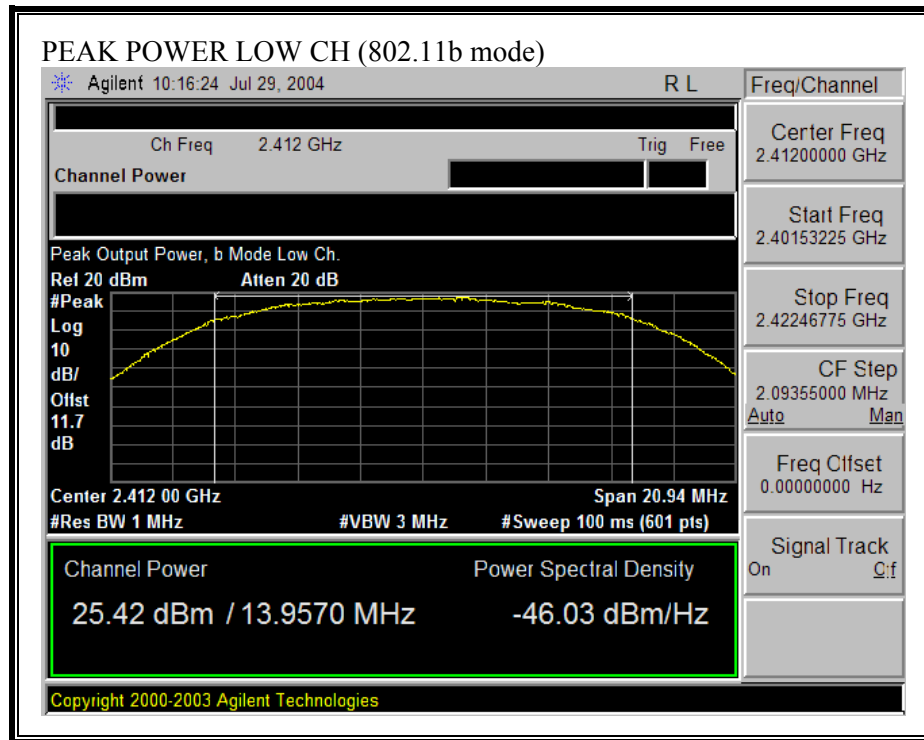 PEAK POWER LOW CH (802.11b mode)
Agilent 10:16:24 Jul 29, 2004 R L
Freq/Channel
Ch Freq 2.412 GHz Trig Free
Channel Power
Center Freq
2.41200000 GHz
Start Freq
2.40153225 GHz
Stop Freq
2.42246775 GHz
CF Step
2.09355000 MHz
Auto Man
Freq Offset
0.00000000 Hz
Signal Track
On Off
Peak Output Power, b Mode Low Ch.
Ref 20 dBm Atten 20 dB
#Peak
Log
10
dB/
Offst
11.7
dB
Center 2.412 00 GHz Span 20.94 MHz
#Res BW 1 MHz #VBW 3 MHz #Sweep 100 ms (601 pts)
Channel Power Power Spectral Density
25.42 dBm / 13.9570 MHz -46.03 dBm/Hz
Copyright 2000-2003 Agilent Technologies